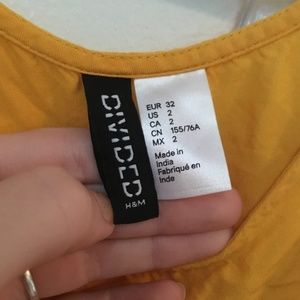 DIVIDED
H&M
EUR 32
US 2
CA 2
CN 155/76A
MX 2
Made in
India
Fabriqué en
Inde